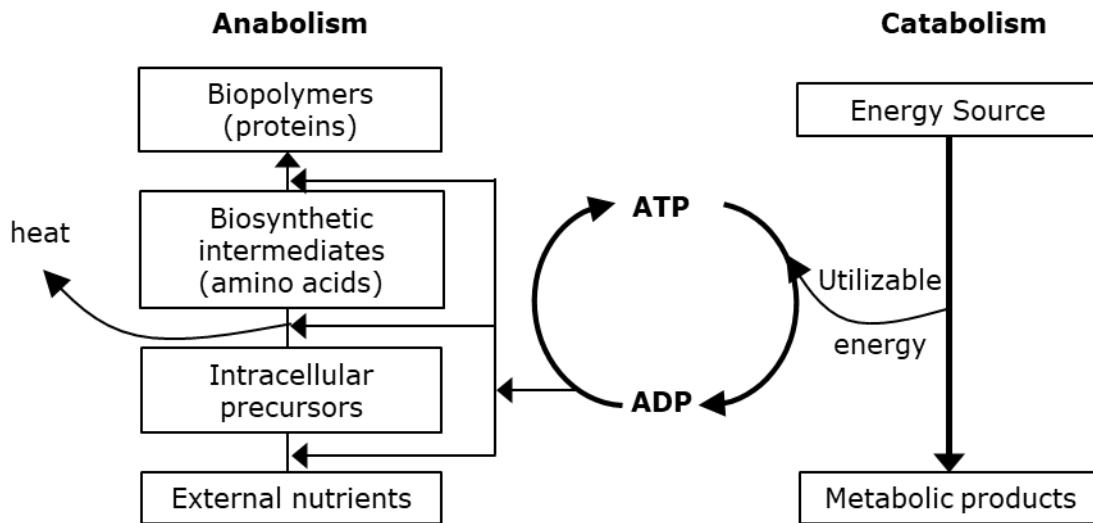 Anabolism
Catabolism
Biopolymers
(proteins)
Energy Source
Biosynthetic
intermediates
(amino acids)
heat
ATP
Utilizable
energy
Intracellular
precursors
ADP
External nutrients
Metabolic products